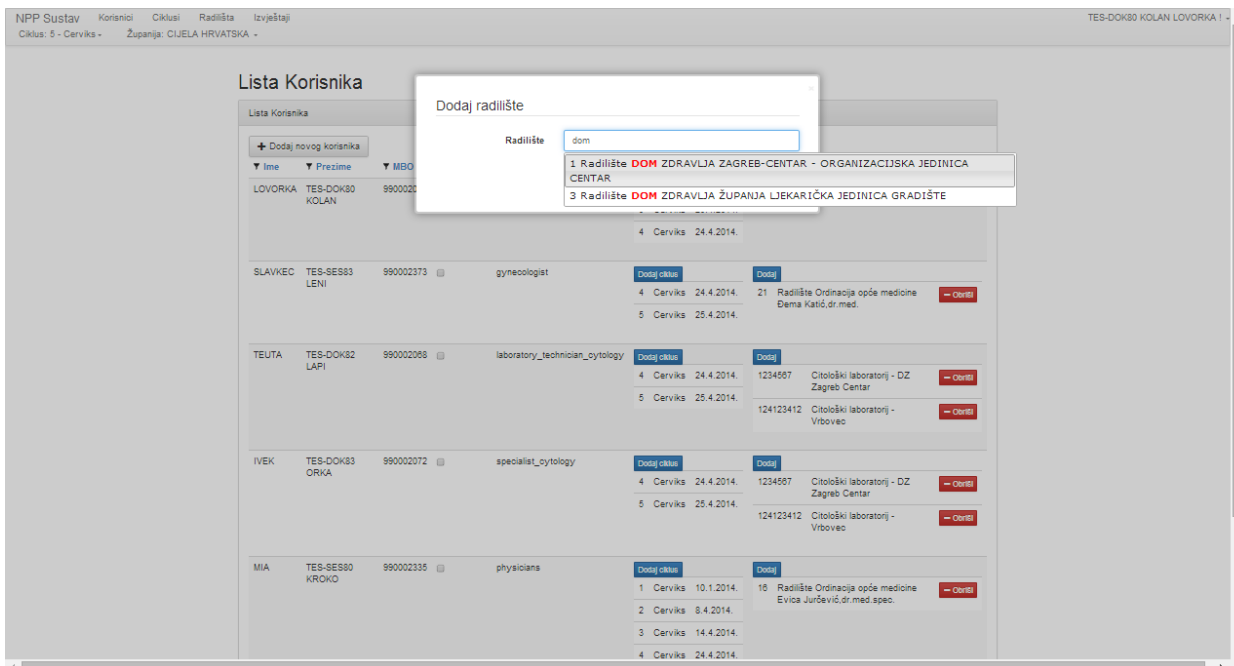 NPP Sustav Korisnici Ciklusi Radilišta Izvještaji TES-DOK80 KOLAN LOVORKA !
Ciklus: 5 - Cerviks Županija: CIJELA HRVATSKA
Lista Korisnika
Lista Korisnika
Dodaj radilište
Radilište dom
1 Radilište DOM ZDRAVLJA ZAGREB-CENTAR - ORGANIZACIJSKA JEDINICA
CENTAR
3 Radilište DOM ZDRAVLJA ŽUPANJA LJEKARIČKA JEDINICA GRADIŠTE
Dodaj novog korisnika
Ime Prezime MBO
LOVORKA TES-DOK80 990002
KOLAN
4 Cerviks 24.4.2014.
SLAVKEC TES-SES83 990002373 gynecologist Dodaj ciklus Dodaj
LENI
4 Cerviks 24.4.2014. 21 Radilište Ordinacija opće medicine Obriši
Đema Katić,dr.med.
5 Cerviks 25.4.2014.
TEUTA TES-DOK82 990002068 laboratory_technician_cytology Dodaj ciklus Dodaj
LAPI
4 Cerviks 24.4.2014. 1234567 Citološki laboratorij - DZ Obriši
Zagreb Centar
5 Cerviks 25.4.2014.
124123412 Citološki laboratorij - Obriši
Vrbovec
IVEK TES-DOK83 990002072 specialist_cytology Dodaj ciklus Dodaj
ORKA
4 Cerviks 24.4.2014. 1234567 Citološki laboratorij - DZ Obriši
Zagreb Centar
5 Cerviks 25.4.2014.
124123412 Citološki laboratorij - Obriši
Vrbovec
MIA TES-SES80 990002335 physicians Dodaj ciklus Dodaj
KROKO
1 Cerviks 10.1.2014. 16 Radilište Ordinacija opće medicine Obriši
Evica Jurčević,dr.med.spec.
2 Cerviks 8.4.2014.
3 Cerviks 14.4.2014.
4 Cerviks 24.4.2014.